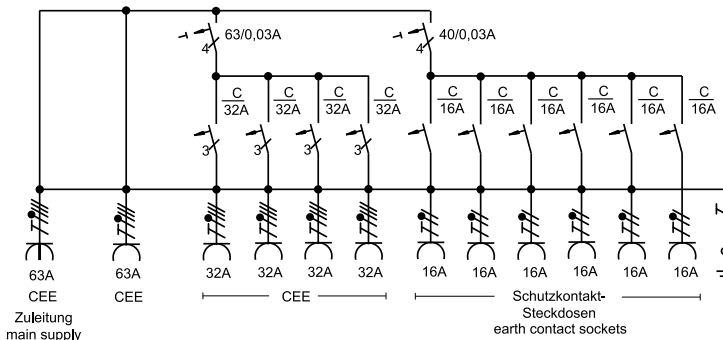 63/0,03A 40/0,03A
4 4
C C C C C C C C C C
32A 32A 32A 32A 16A 16A 16A 16A 16A 16A
3 3 3 3
63A 63A 32A 32A 32A 32A 16A 16A 16A 16A 16A 16A
CEE CEE CEE Schutzkontakt-
Zuleitung Steckdosen
main supply earth contact sockets